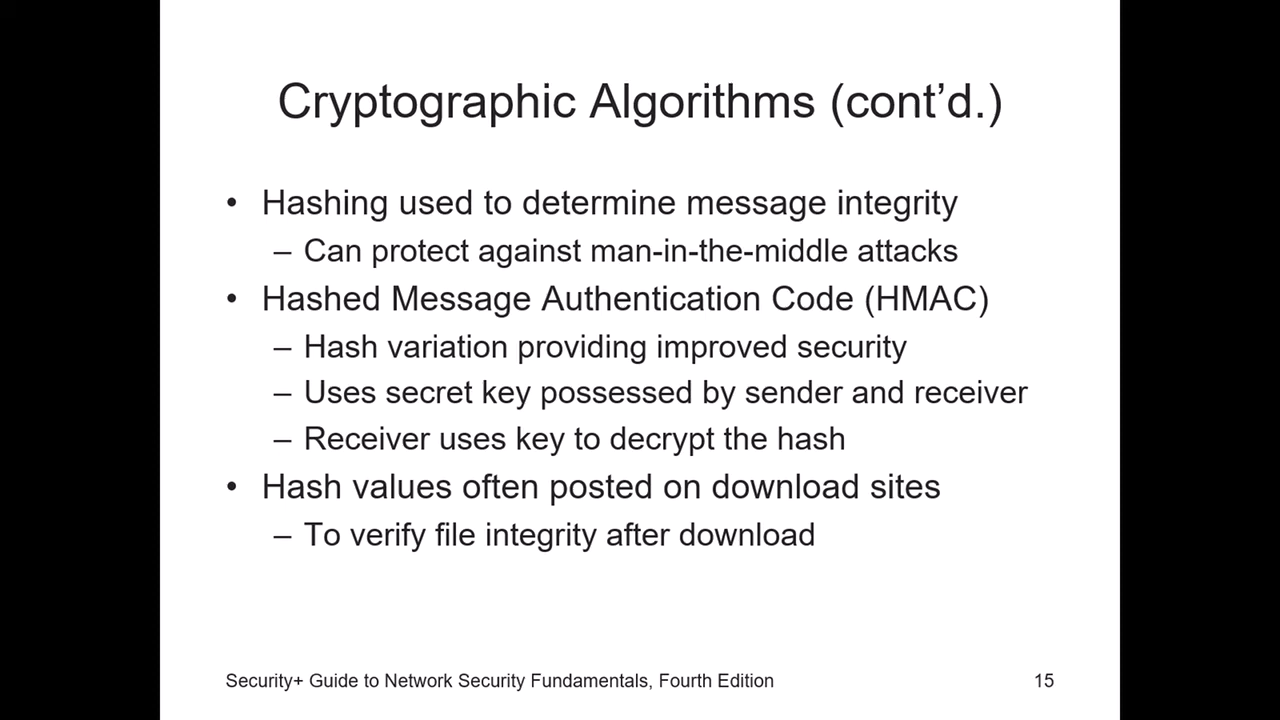 Cryptographic Algorithms (cont’d.)
• Hashing used to determine message integrity
– Can protect against man-in-the-middle attacks
• Hashed Message Authentication Code (HMAC)
– Hash variation providing improved security
– Uses secret key possessed by sender and receiver
– Receiver uses key to decrypt the hash
• Hash values often posted on download sites
– To verify file integrity after download
Security+ Guide to Network Security Fundamentals, Fourth Edition 15